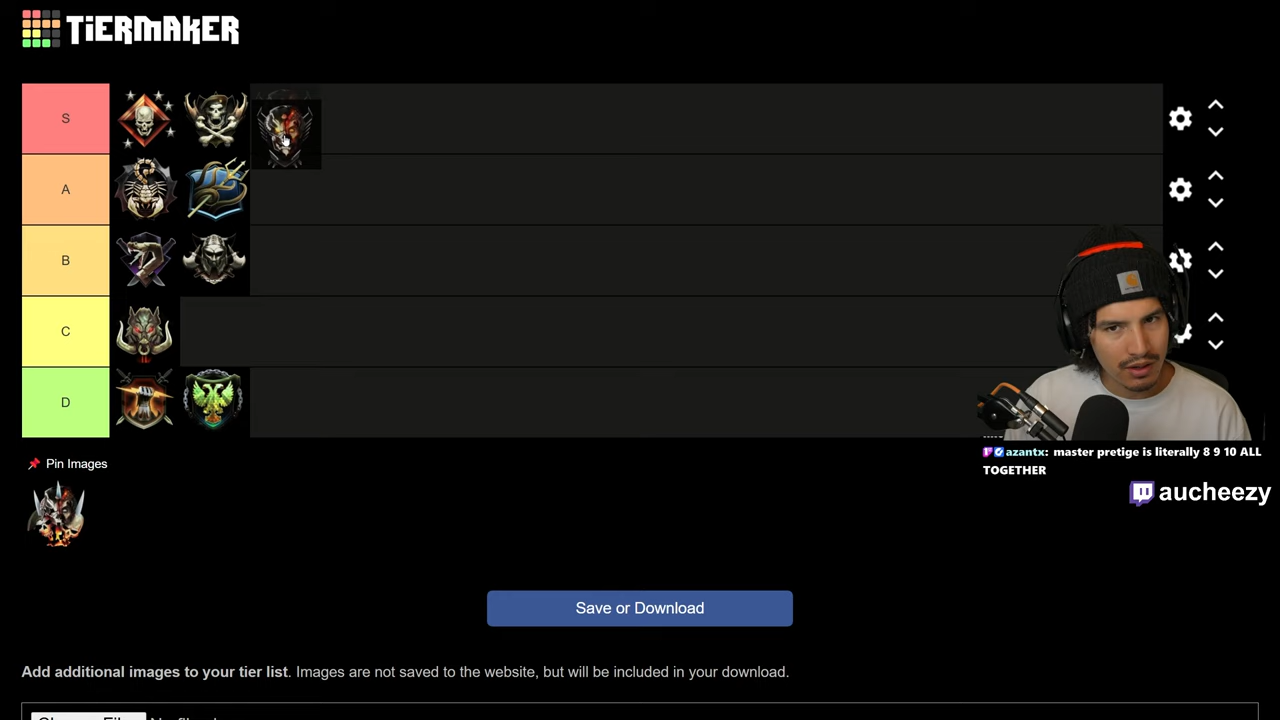 TIERMAKER
S
A
B
C
D
Pin Images
azantx: master pretige is literally 8 9 10 ALL
TOGETHER
aucheezy
Save or Download
Add additional images to your tier list. Images are not saved to the website, but will be included in your download.